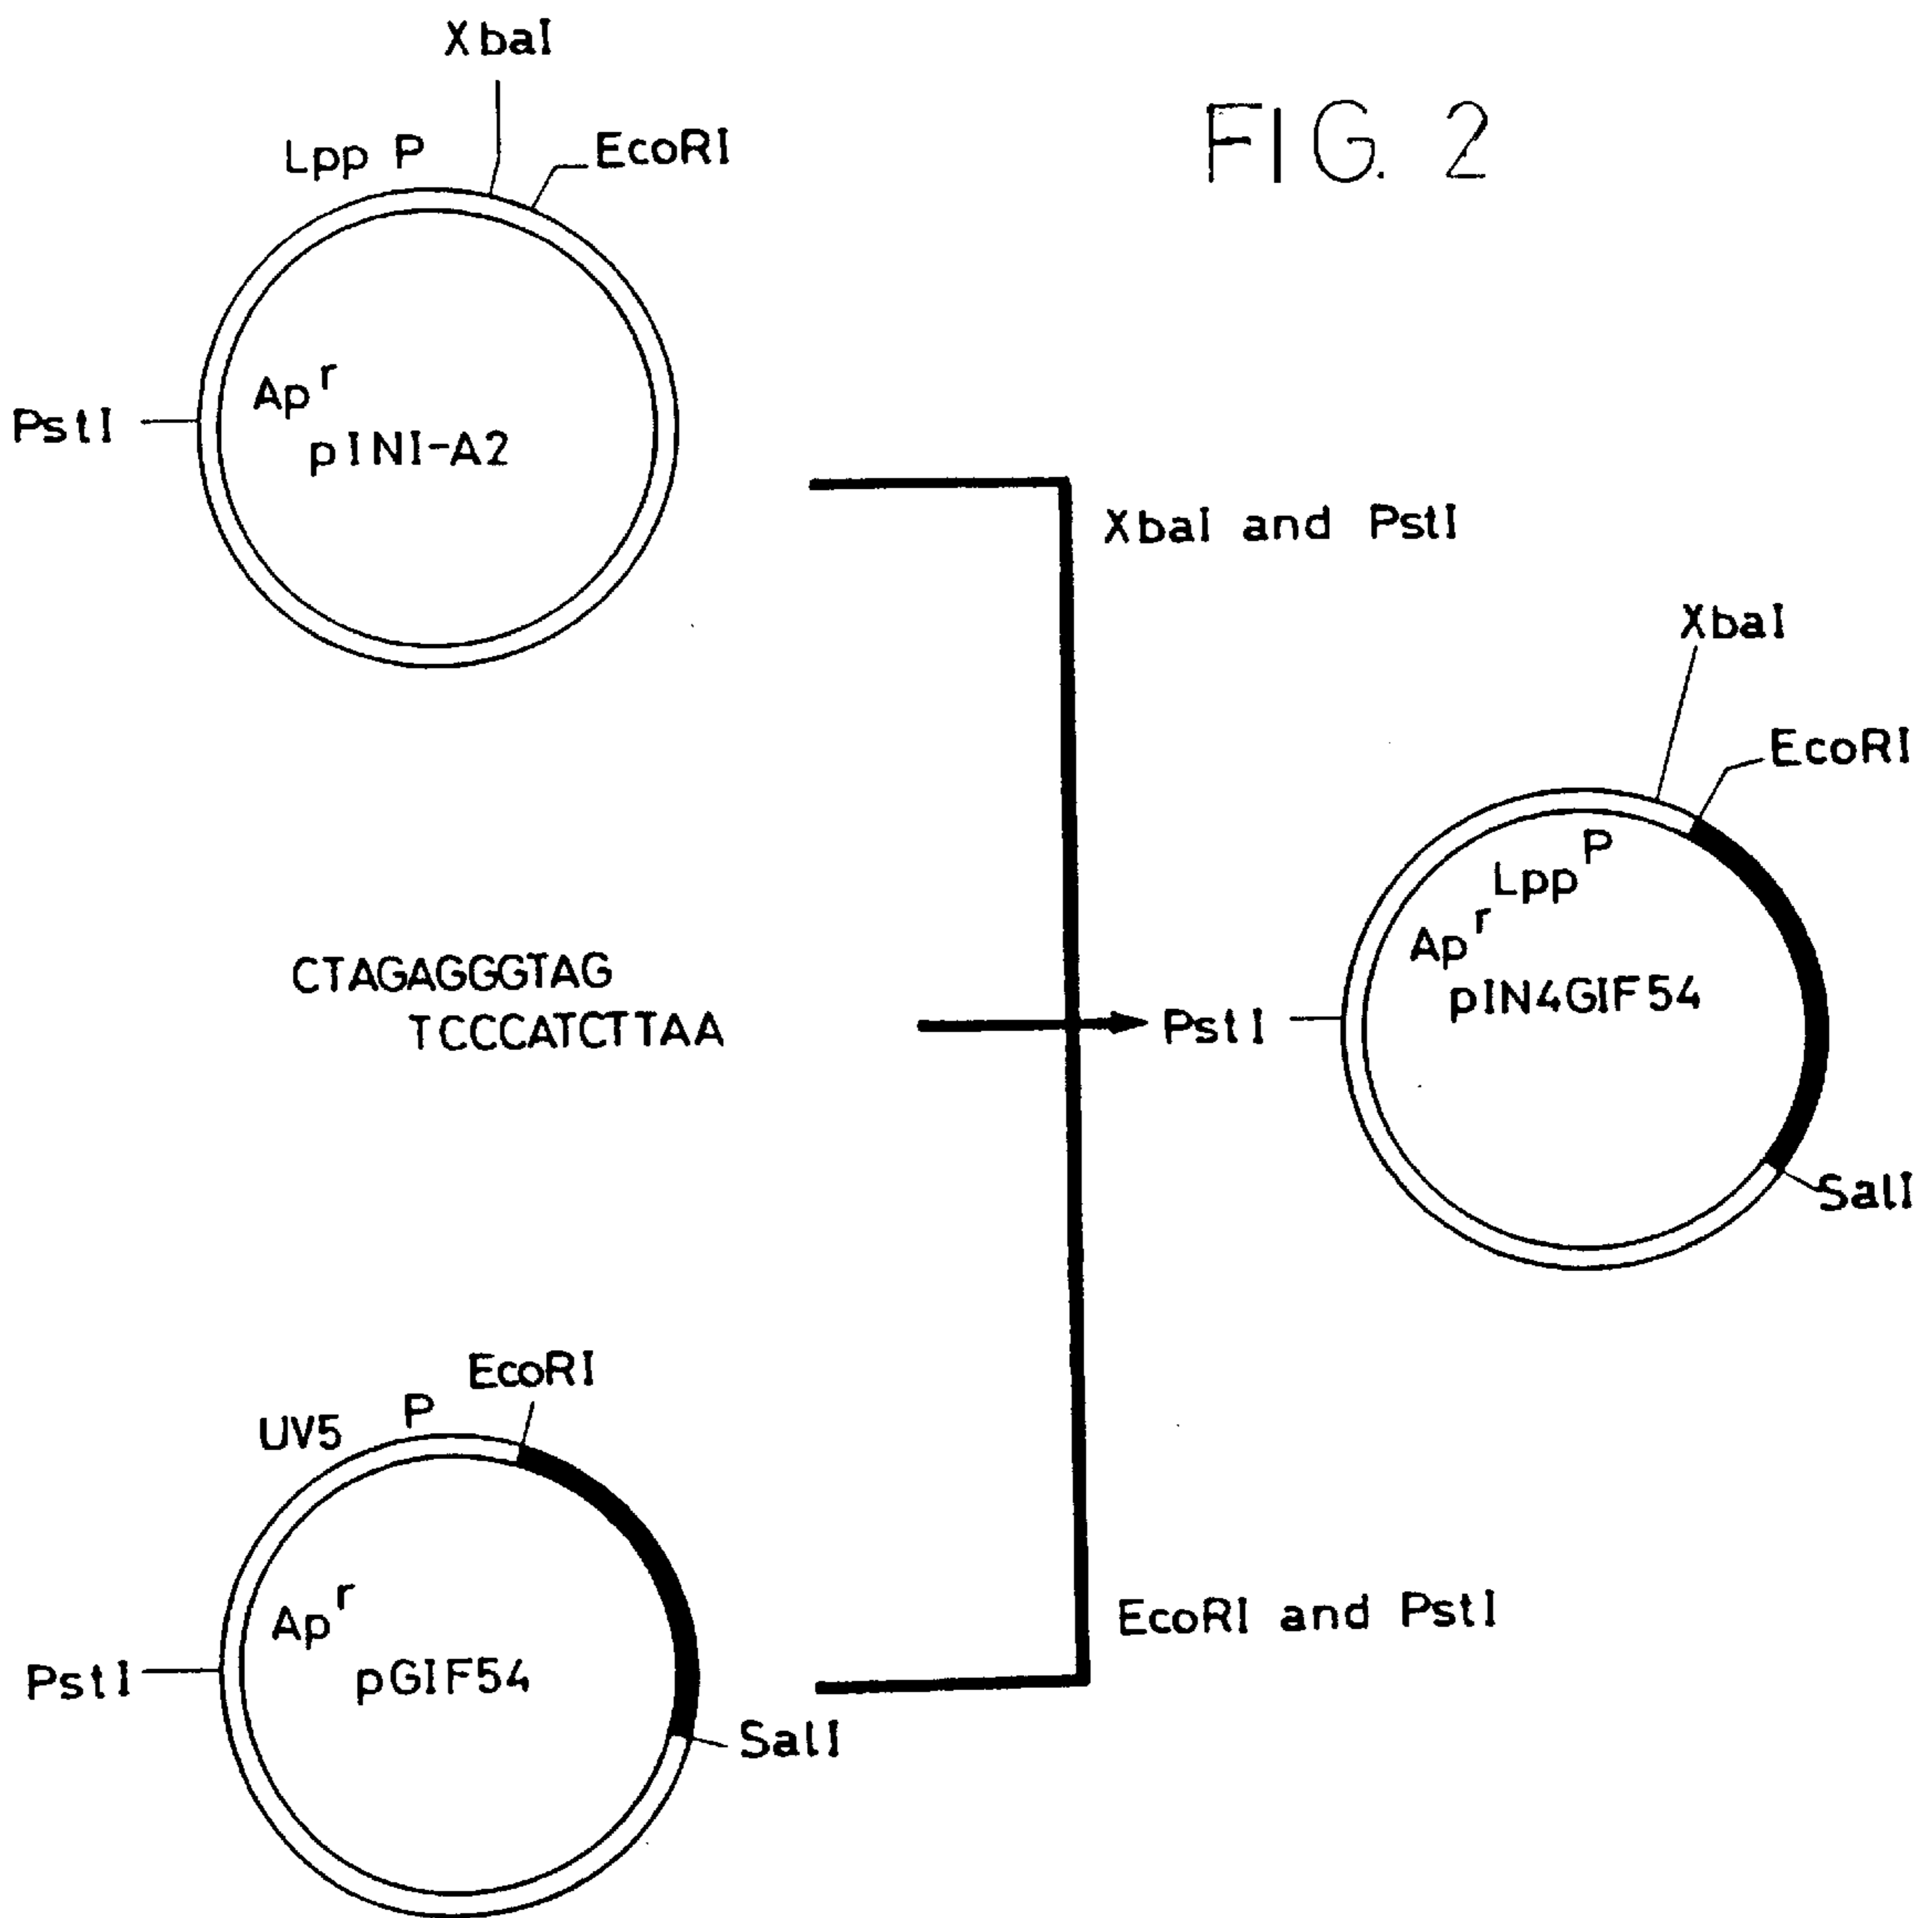 XbaI
FIG. 2
Lpp P
EcoRI
Ap r
PstI
pINI-A2
XbaI and PstI
XbaI
EcoRI
P
Lpp
Ap r
pIN4GIF54
CTAGAGGGTAG
TCCCATCTTAA
PstI
SalI
EcoRI
UV5 P
Ap r
PstI
pGIF54
EcoRI and PstI
SalI